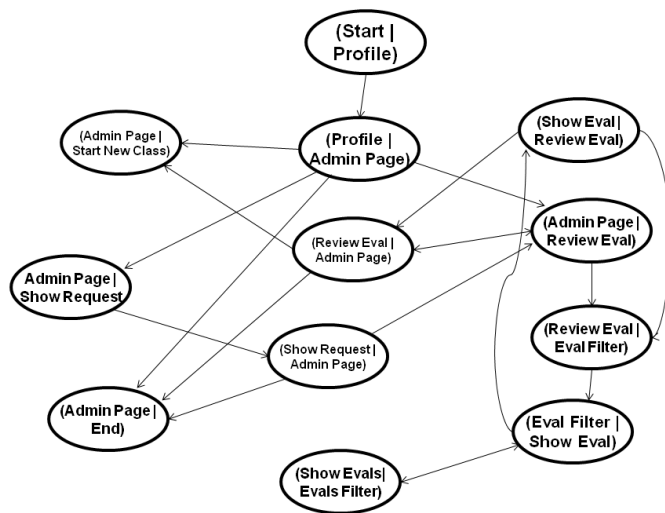 (Start |
Profile)
(Admin Page |
Start New Class)
(Profile |
Admin Page)
(Show Eval |
Review Eval)
(Review Eval |
Admin Page)
(Admin Page |
Review Eval)
Admin Page |
Show Request
(Show Request |
Admin Page)
(Review Eval |
Eval Filter)
(Admin Page |
End)
(Eval Filter |
Show Eval)
(Show Evals|
Evals Filter)